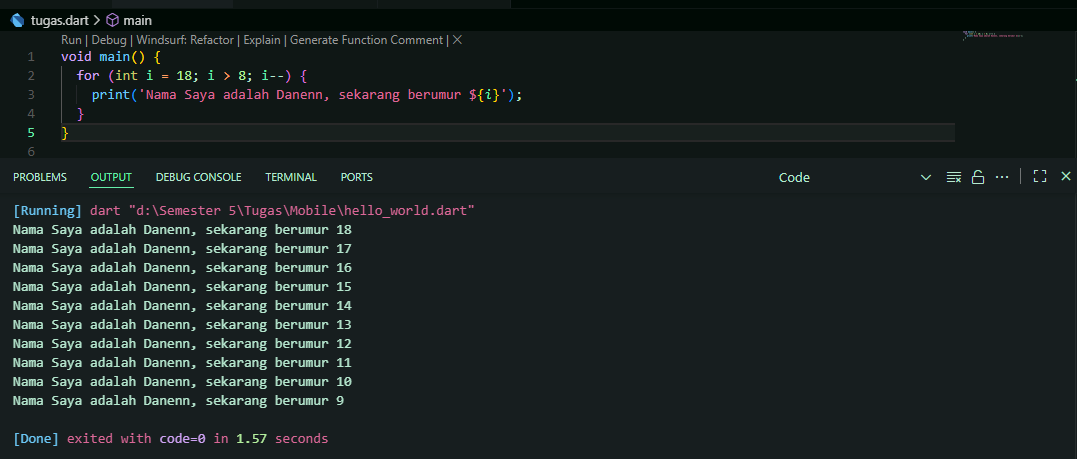 tugas.dart > main
Run | Debug | Windsurf: Refactor | Explain | Generate Function Comment | X
1 void main() {
2 for (int i = 18; i > 8; i--) {
3 print('Nama Saya adalah Danenn, sekarang berumur ${i}');
4 }
5 }
6
PROBLEMS OUTPUT DEBUG CONSOLE TERMINAL PORTS Code
[Running] dart "d:\Semester 5\Tugas\Mobile\hello_world.dart"
Nama Saya adalah Danenn, sekarang berumur 18
Nama Saya adalah Danenn, sekarang berumur 17
Nama Saya adalah Danenn, sekarang berumur 16
Nama Saya adalah Danenn, sekarang berumur 15
Nama Saya adalah Danenn, sekarang berumur 14
Nama Saya adalah Danenn, sekarang berumur 13
Nama Saya adalah Danenn, sekarang berumur 12
Nama Saya adalah Danenn, sekarang berumur 11
Nama Saya adalah Danenn, sekarang berumur 10
Nama Saya adalah Danenn, sekarang berumur 9
[Done] exited with code=0 in 1.57 seconds